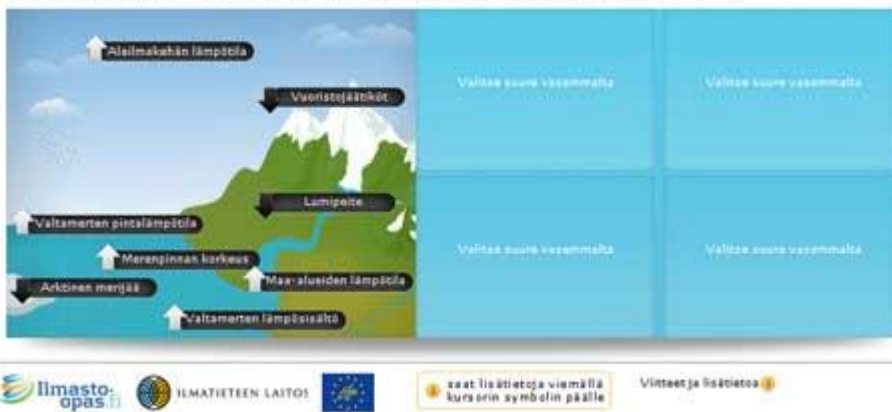 Alailmakehän lämpötila
Vuoristojäätiköt
Valitse suure vasemmalta
Valitse suure vasemmalta
Lumipeite
Valtamerten pintalämpötila
Merenpinnan korkeus
Maa-alueiden lämpötila
Arktinen merijää
Valtamerten lämpösisältö
Valitse suure vasemmalta
Valitse suure vasemmalta
Ilmasto-
opas.fi
ILMATIETEEN LAITOS
saat lisätietoja viemällä
kursorin symbolin päälle
Viitteet ja lisätietoa